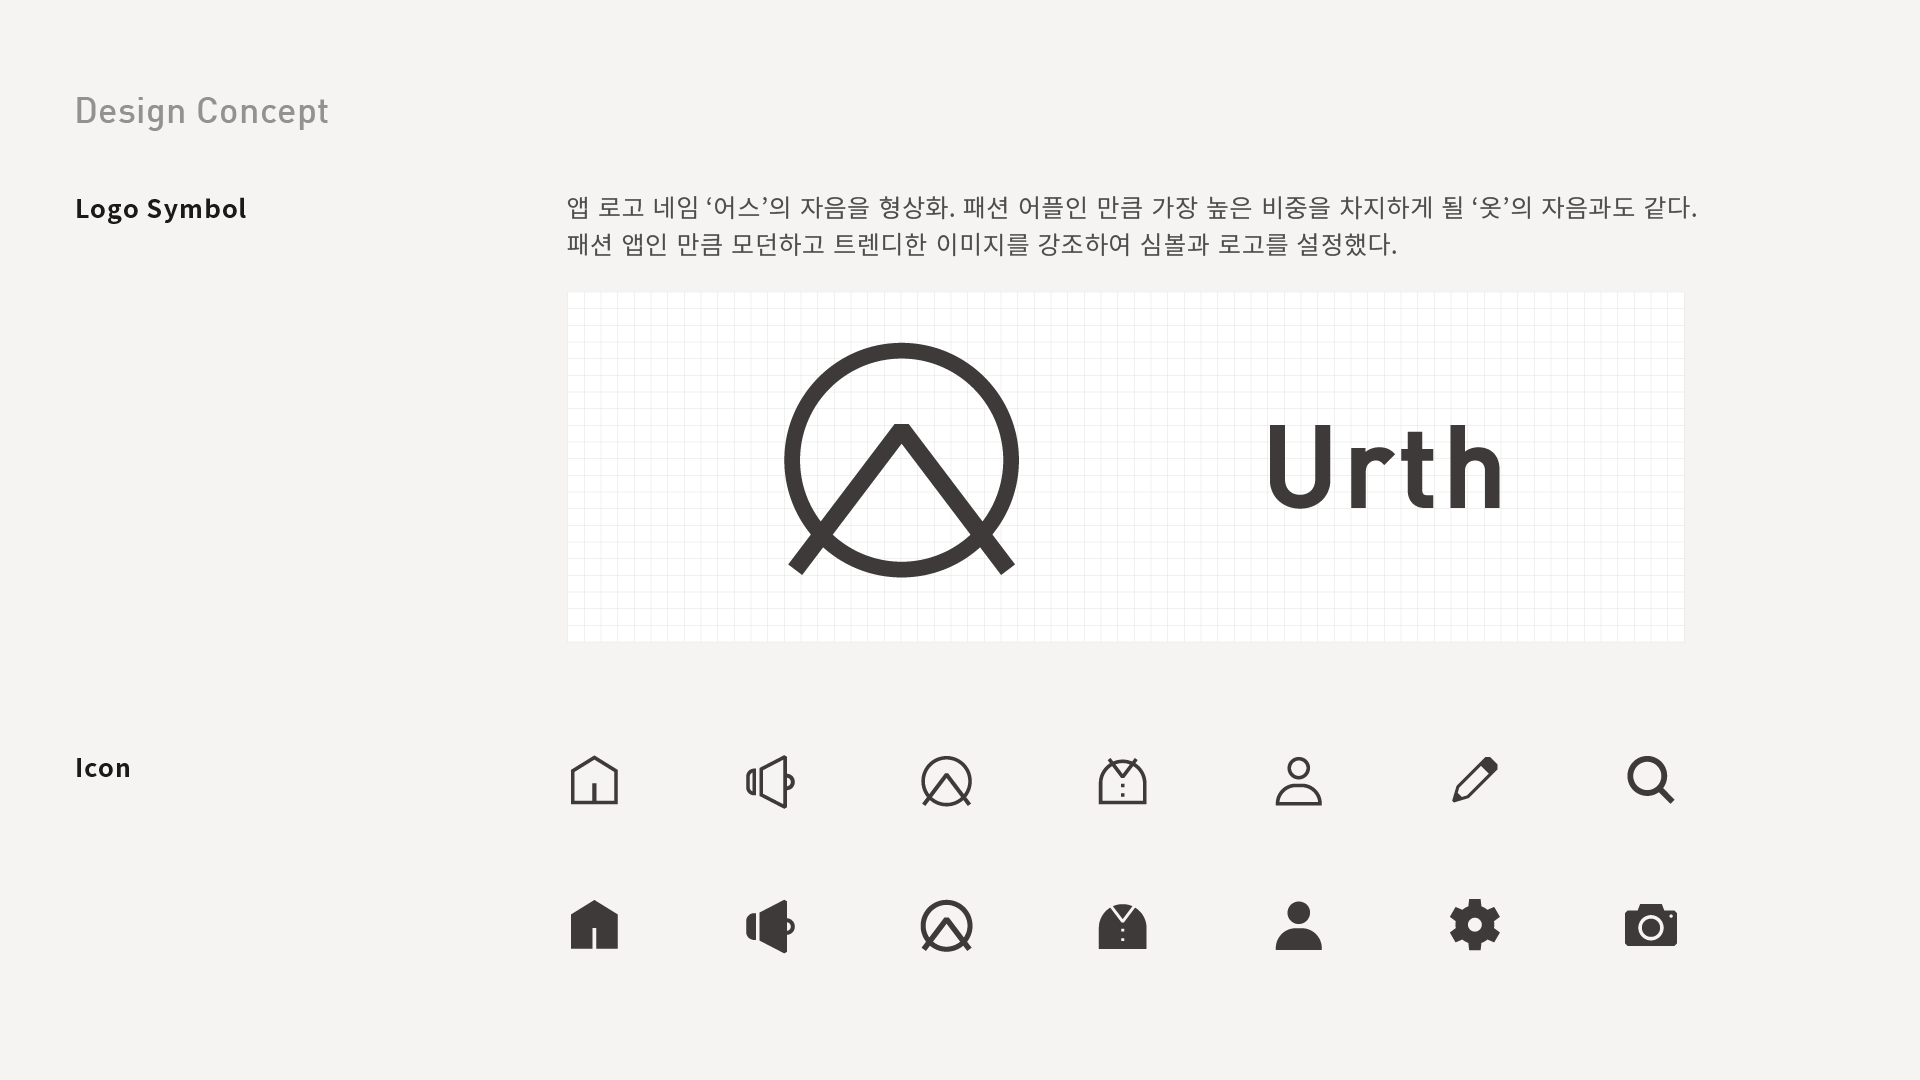 Design Concept
Logo Symbol
앱 로고 네임 ‘어스’의 자음을 형상화. 패션 어플인 만큼 가장 높은 비중을 차지하게 될 ‘옷’의 자음과도 같다.
패션 앱인 만큼 모던하고 트렌디한 이미지를 강조하여 심볼과 로고를 설정했다.
Urth
Icon